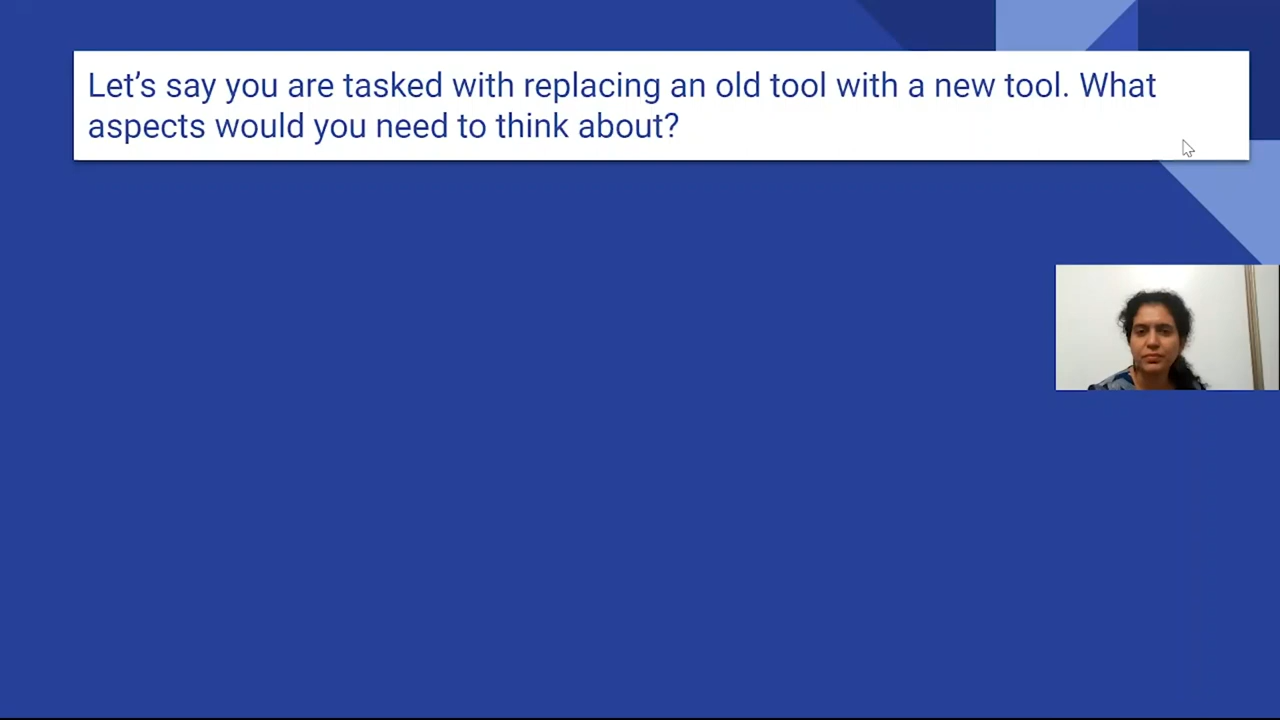 Let’s say you are tasked with replacing an old tool with a new tool. What
aspects would you need to think about?